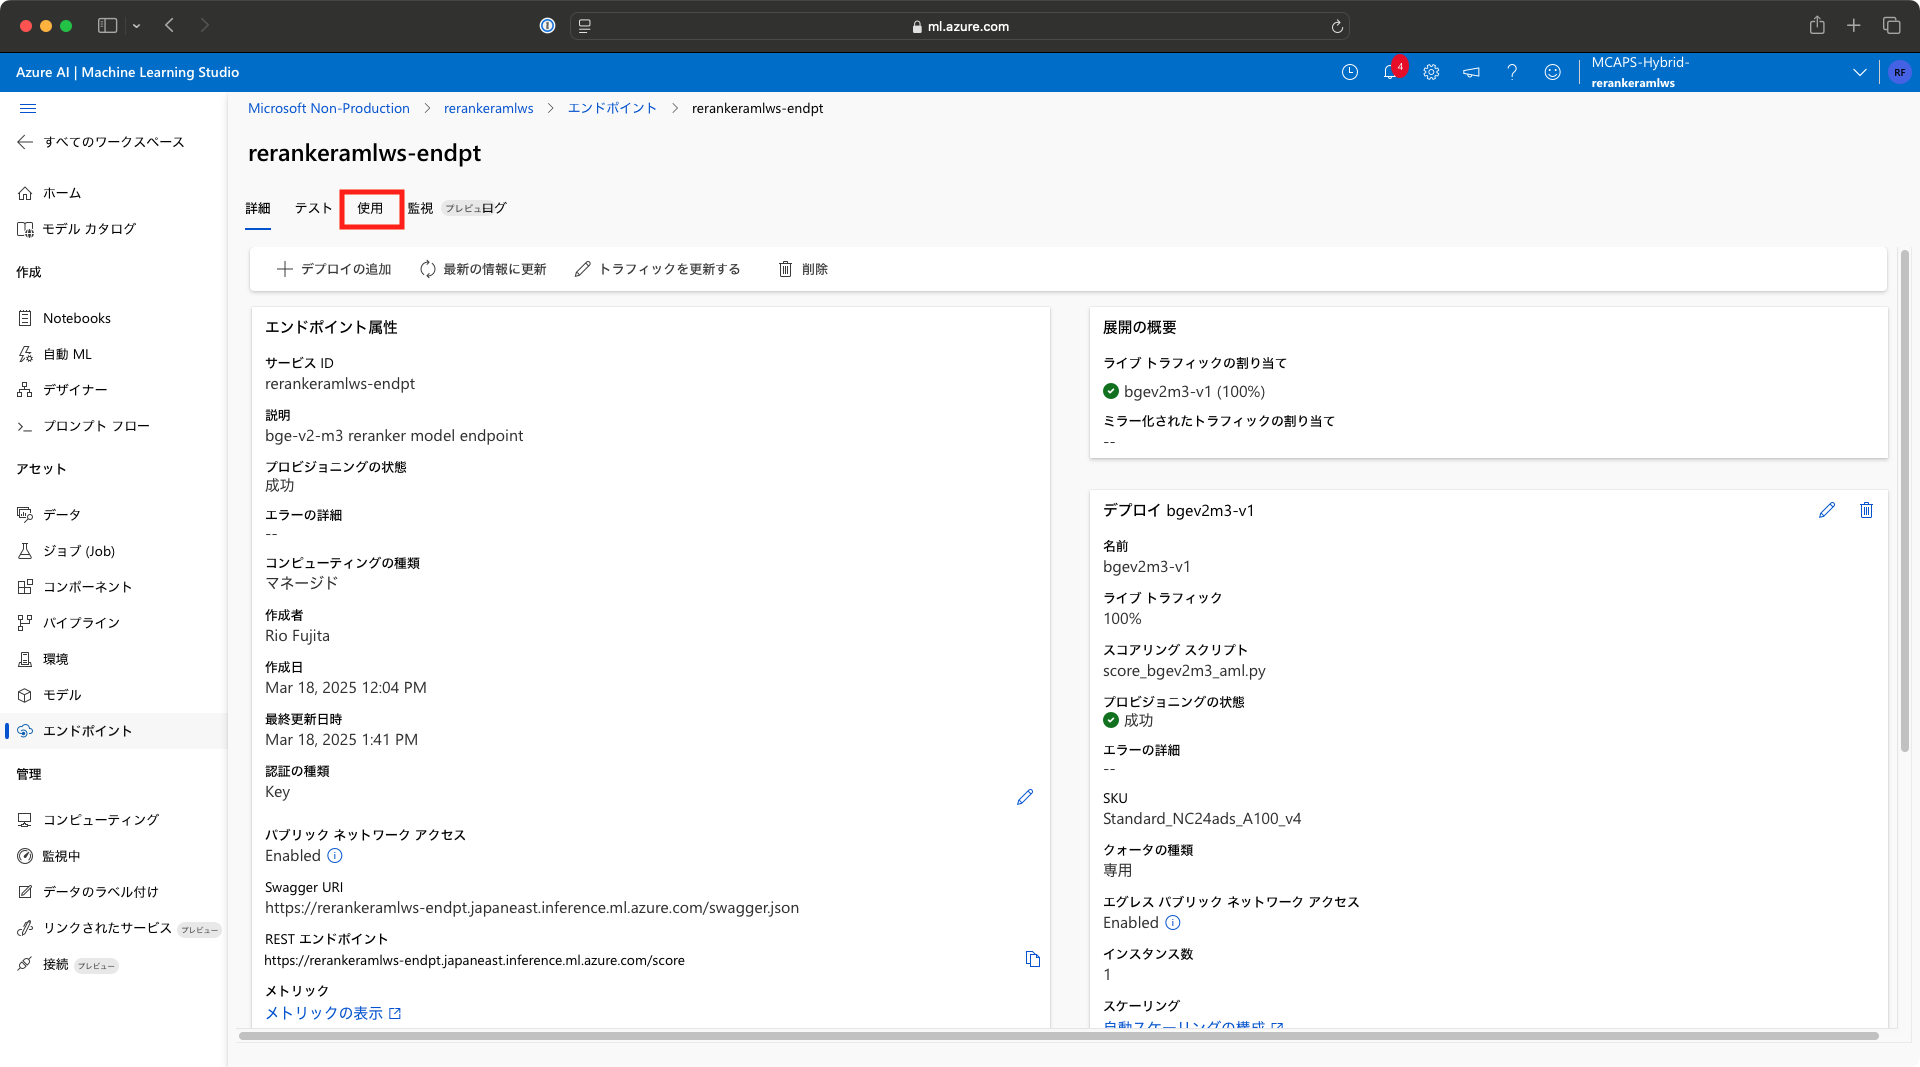 ml.azure.com
Azure AI | Machine Learning Studio
4
MCAPS-Hybrid-
rerankeramlws
RF
Microsoft Non-Production > rerankeramlws > エンドポイント > rerankeramlws-endpt
すべてのワークスペース
ホーム
モデル カタログ
作成
Notebooks
自動 ML
デザイナー
プロンプト フロー
アセット
データ
ジョブ (Job)
コンポーネント
パイプライン
環境
モデル
エンドポイント
管理
コンピューティング
監視中
データのラベル付け
リンクされたサービス プレビュー
接続 プレビュー
rerankeramlws-endpt
詳細 テスト 使用 監視 プレビュー ログ
デプロイの追加 最新の情報に更新 トラフィックを更新する 削除
エンドポイント属性
サービス ID
rerankeramlws-endpt
説明
bge-v2-m3 reranker model endpoint
プロビジョニングの状態
成功
エラーの詳細
--
コンピューティングの種類
マネージド
作成者
Rio Fujita
作成日
Mar 18, 2025 12:04 PM
最終更新日時
Mar 18, 2025 1:41 PM
認証の種類
Key
パブリック ネットワーク アクセス
Enabled
Swagger URI
https://rerankeramlws-endpt.japaneast.inference.ml.azure.com/swagger.json
REST エンドポイント
https://rerankeramlws-endpt.japaneast.inference.ml.azure.com/score
メトリック
メトリックの表示
展開の概要
ライブ トラフィックの割り当て
bgev2m3-v1 (100%)
ミラー化されたトラフィックの割り当て
--
デプロイ bgev2m3-v1
名前
bgev2m3-v1
ライブ トラフィック
100%
スコアリング スクリプト
score_bgev2m3_aml.py
プロビジョニングの状態
成功
エラーの詳細
--
SKU
Standard_NC24ads_A100_v4
クォータの種類
専用
エグレス パブリック ネットワーク アクセス
Enabled
インスタンス数
1
スケーリング
自動スケーリングの構成